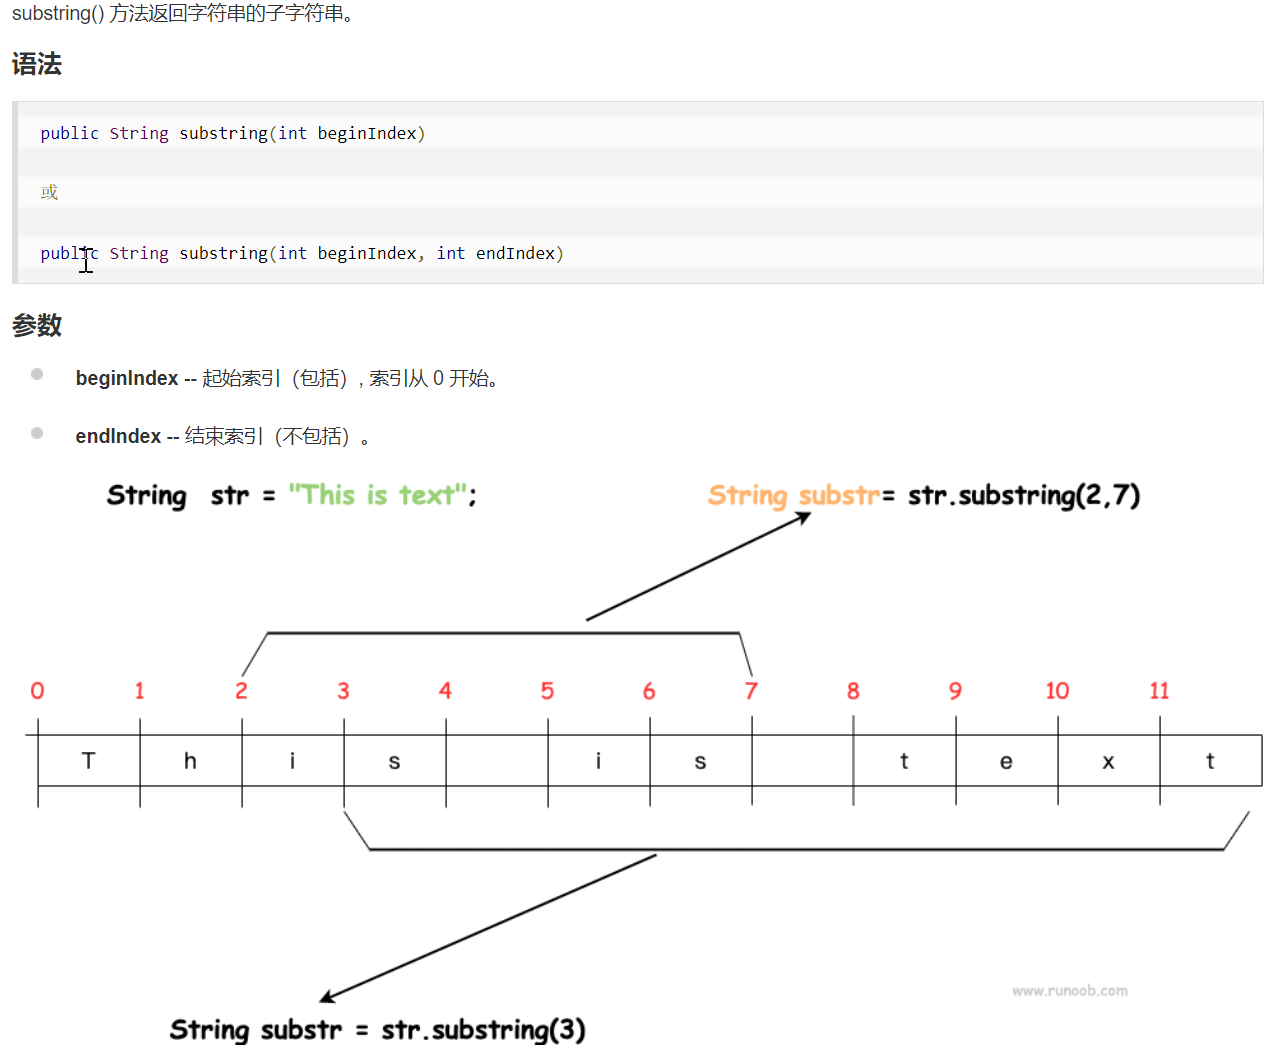 substring() 方法返回字符串的子字符串。
语法
public String substring(int beginIndex)
或
public String substring(int beginIndex, int endIndex)
参数
beginIndex -- 起始索引（包括）, 索引从 0 开始。
endIndex -- 结束索引（不包括）。
String str = "This is text";
String substr= str.substring(2,7)
0 1 2 3 4 5 6 7 8 9 10 11
T h i s i s t e x t
www.runoob.com
String substr = str.substring(3)